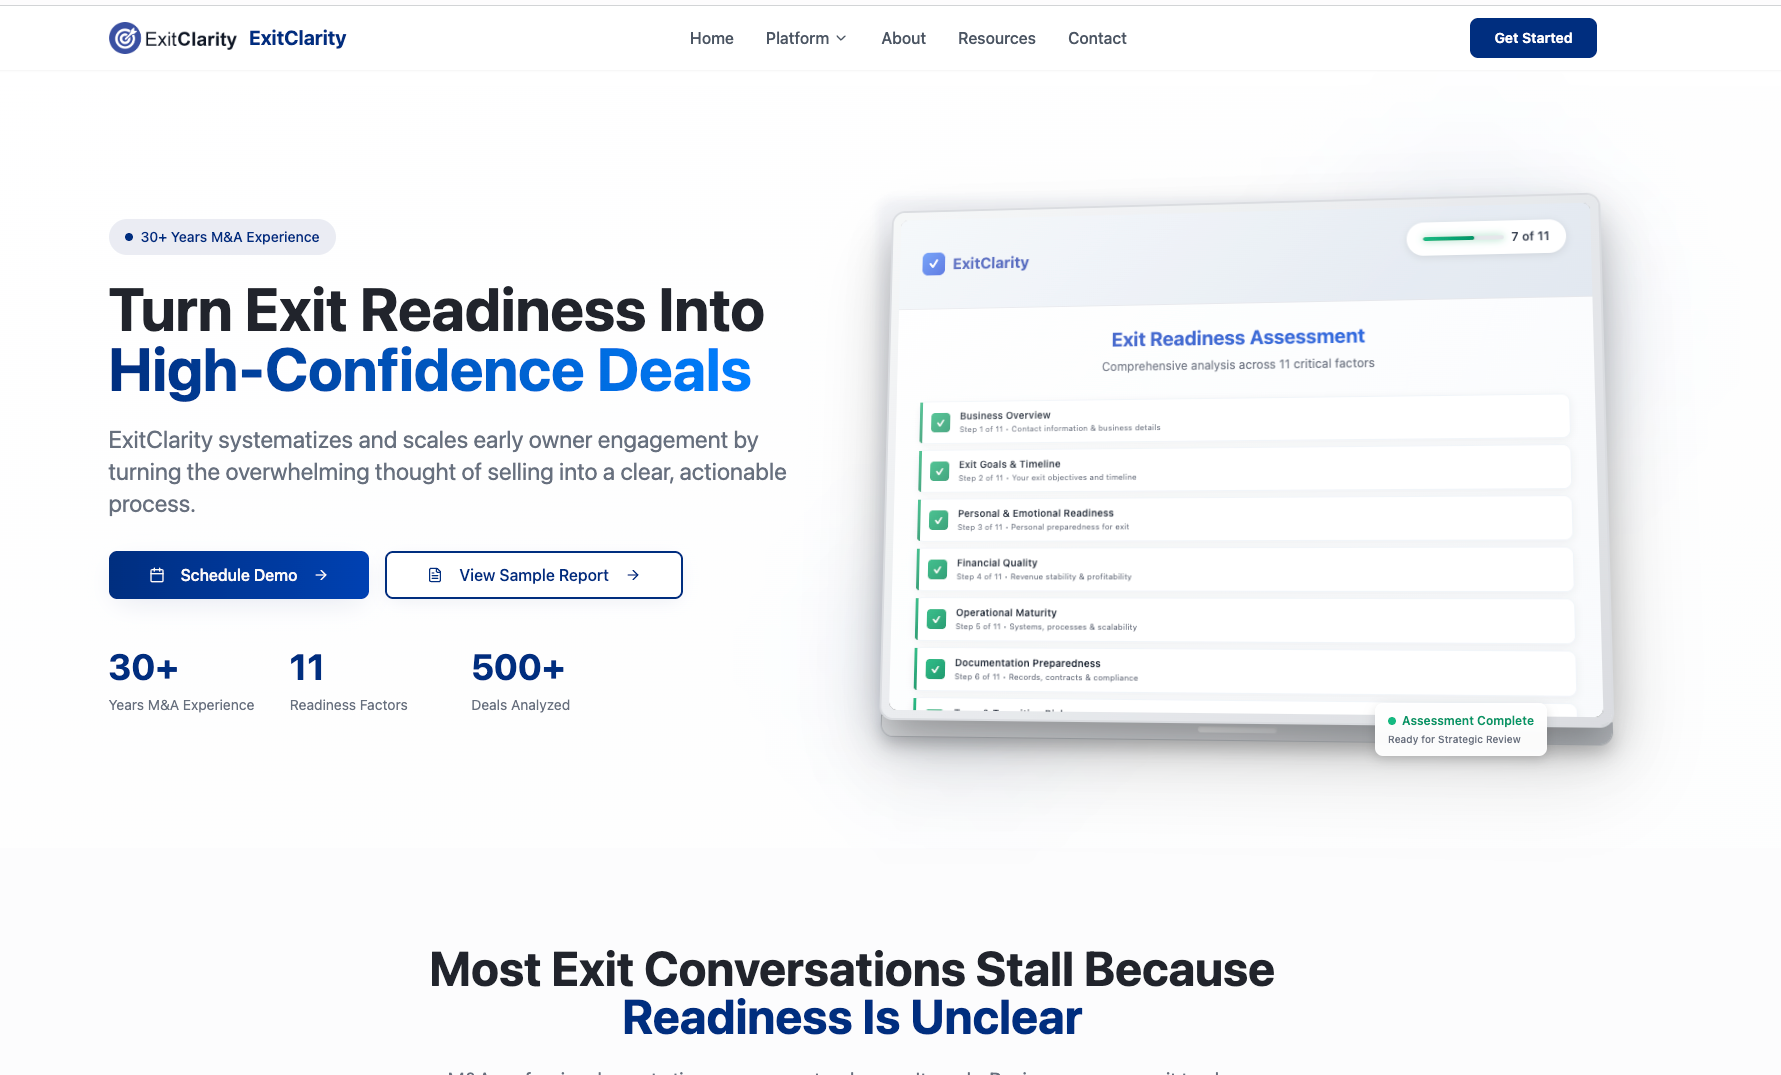 ExitClarity ExitClarity
Home Platform About Resources Contact
Get Started
30+ Years M&A Experience
Turn Exit Readiness Into
High-Confidence Deals
ExitClarity systematizes and scales early owner engagement by
turning the overwhelming thought of selling into a clear, actionable
process.
Schedule Demo
View Sample Report
30+
Years M&A Experience
11
Readiness Factors
500+
Deals Analyzed
ExitClarity
7 of 11
Exit Readiness Assessment
Comprehensive analysis across 11 critical factors
Business Overview
Step 1 of 11 • Contact information & business details
Exit Goals & Timeline
Step 2 of 11 • Your exit objectives and timeline
Personal & Emotional Readiness
Step 3 of 11 • Personal preparedness for exit
Financial Quality
Step 4 of 11 • Revenue stability & profitability
Operational Maturity
Step 5 of 11 • Systems, processes & scalability
Documentation Preparedness
Step 6 of 11 • Records, contracts & compliance
Assessment Complete
Ready for Strategic Review
Most Exit Conversations Stall Because
Readiness Is Unclear